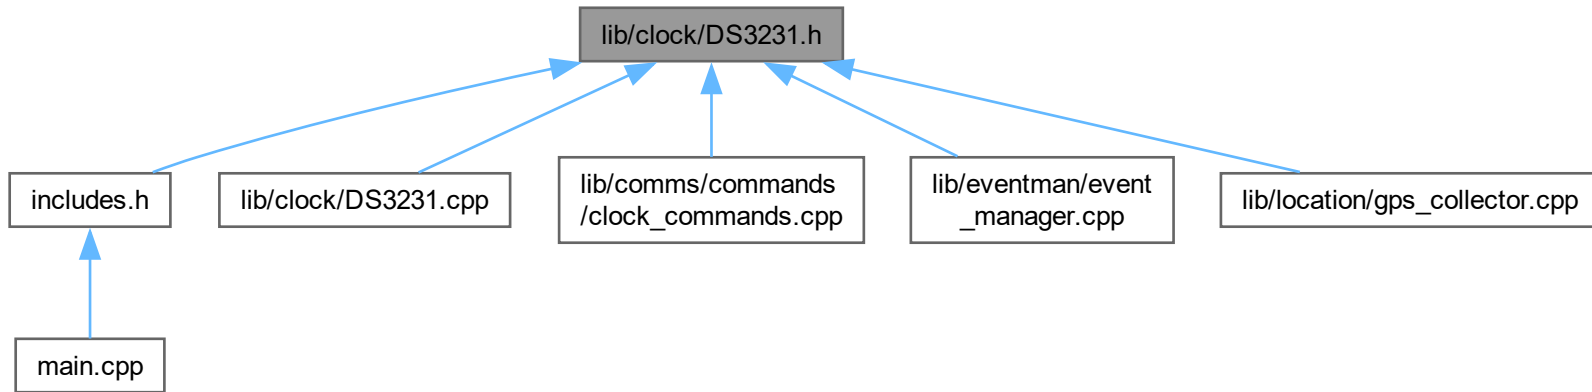 lib/clock/DS3231.h
includes.h
lib/clock/DS3231.cpp
lib/comms/commands
/clock_commands.cpp
lib/eventman/event
_manager.cpp
lib/location/gps_collector.cpp
main.cpp